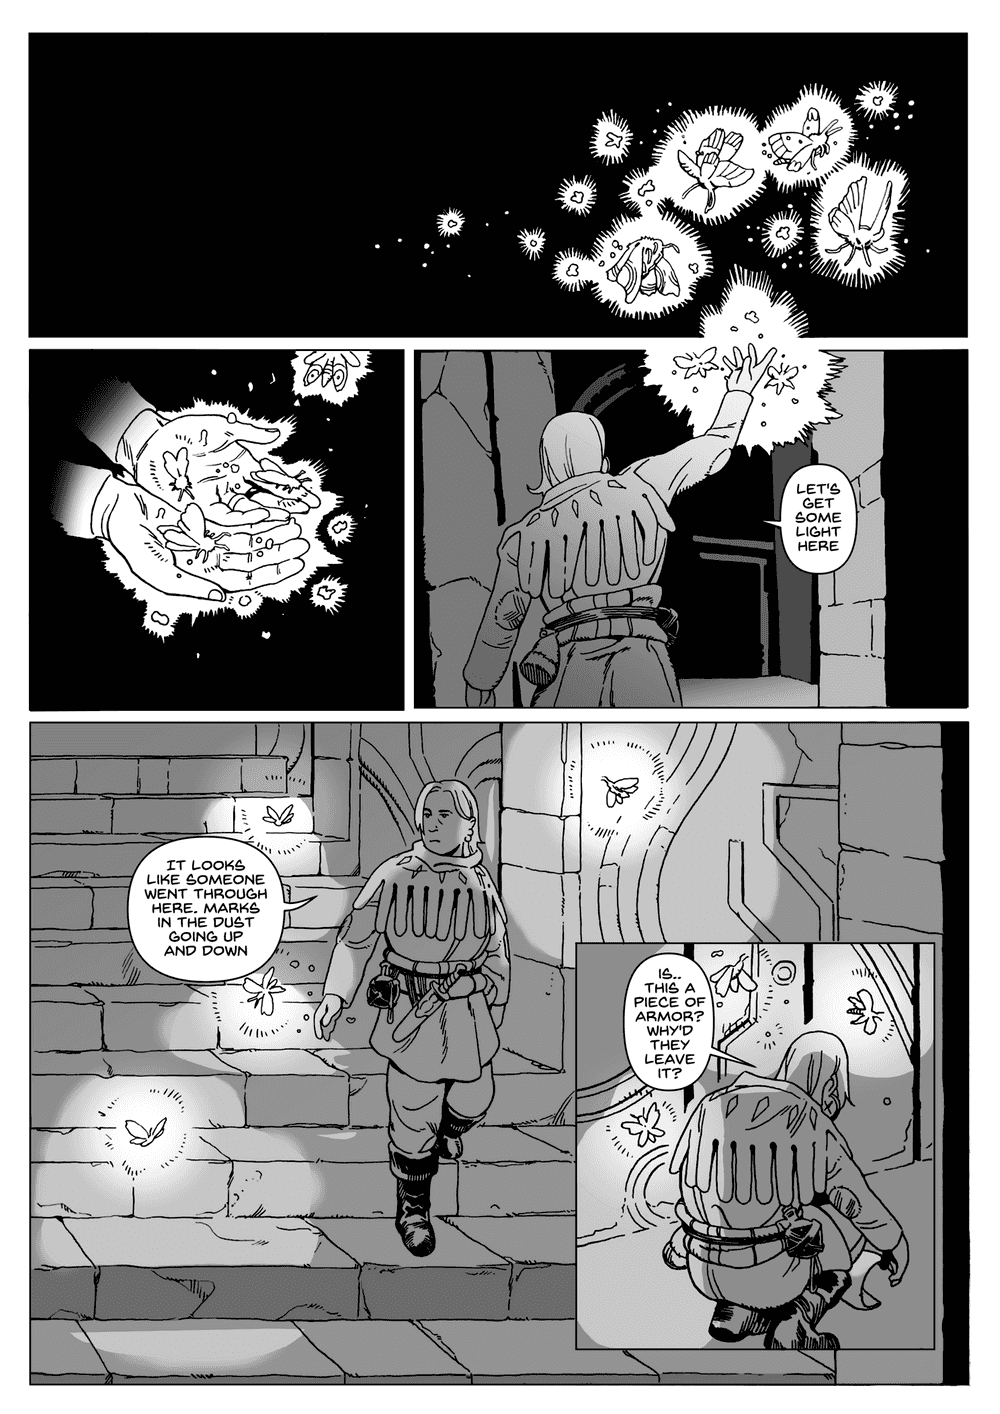 LET'S
GET
SOME
LIGHT
HERE
IT LOOKS
LIKE SOMEONE
WENT THROUGH
HERE. MARKS
IN THE DUST
GOING UP
AND DOWN
IS..
THIS A
PIECE OF
ARMOR?
WHY'D
THEY
LEAVE
IT?